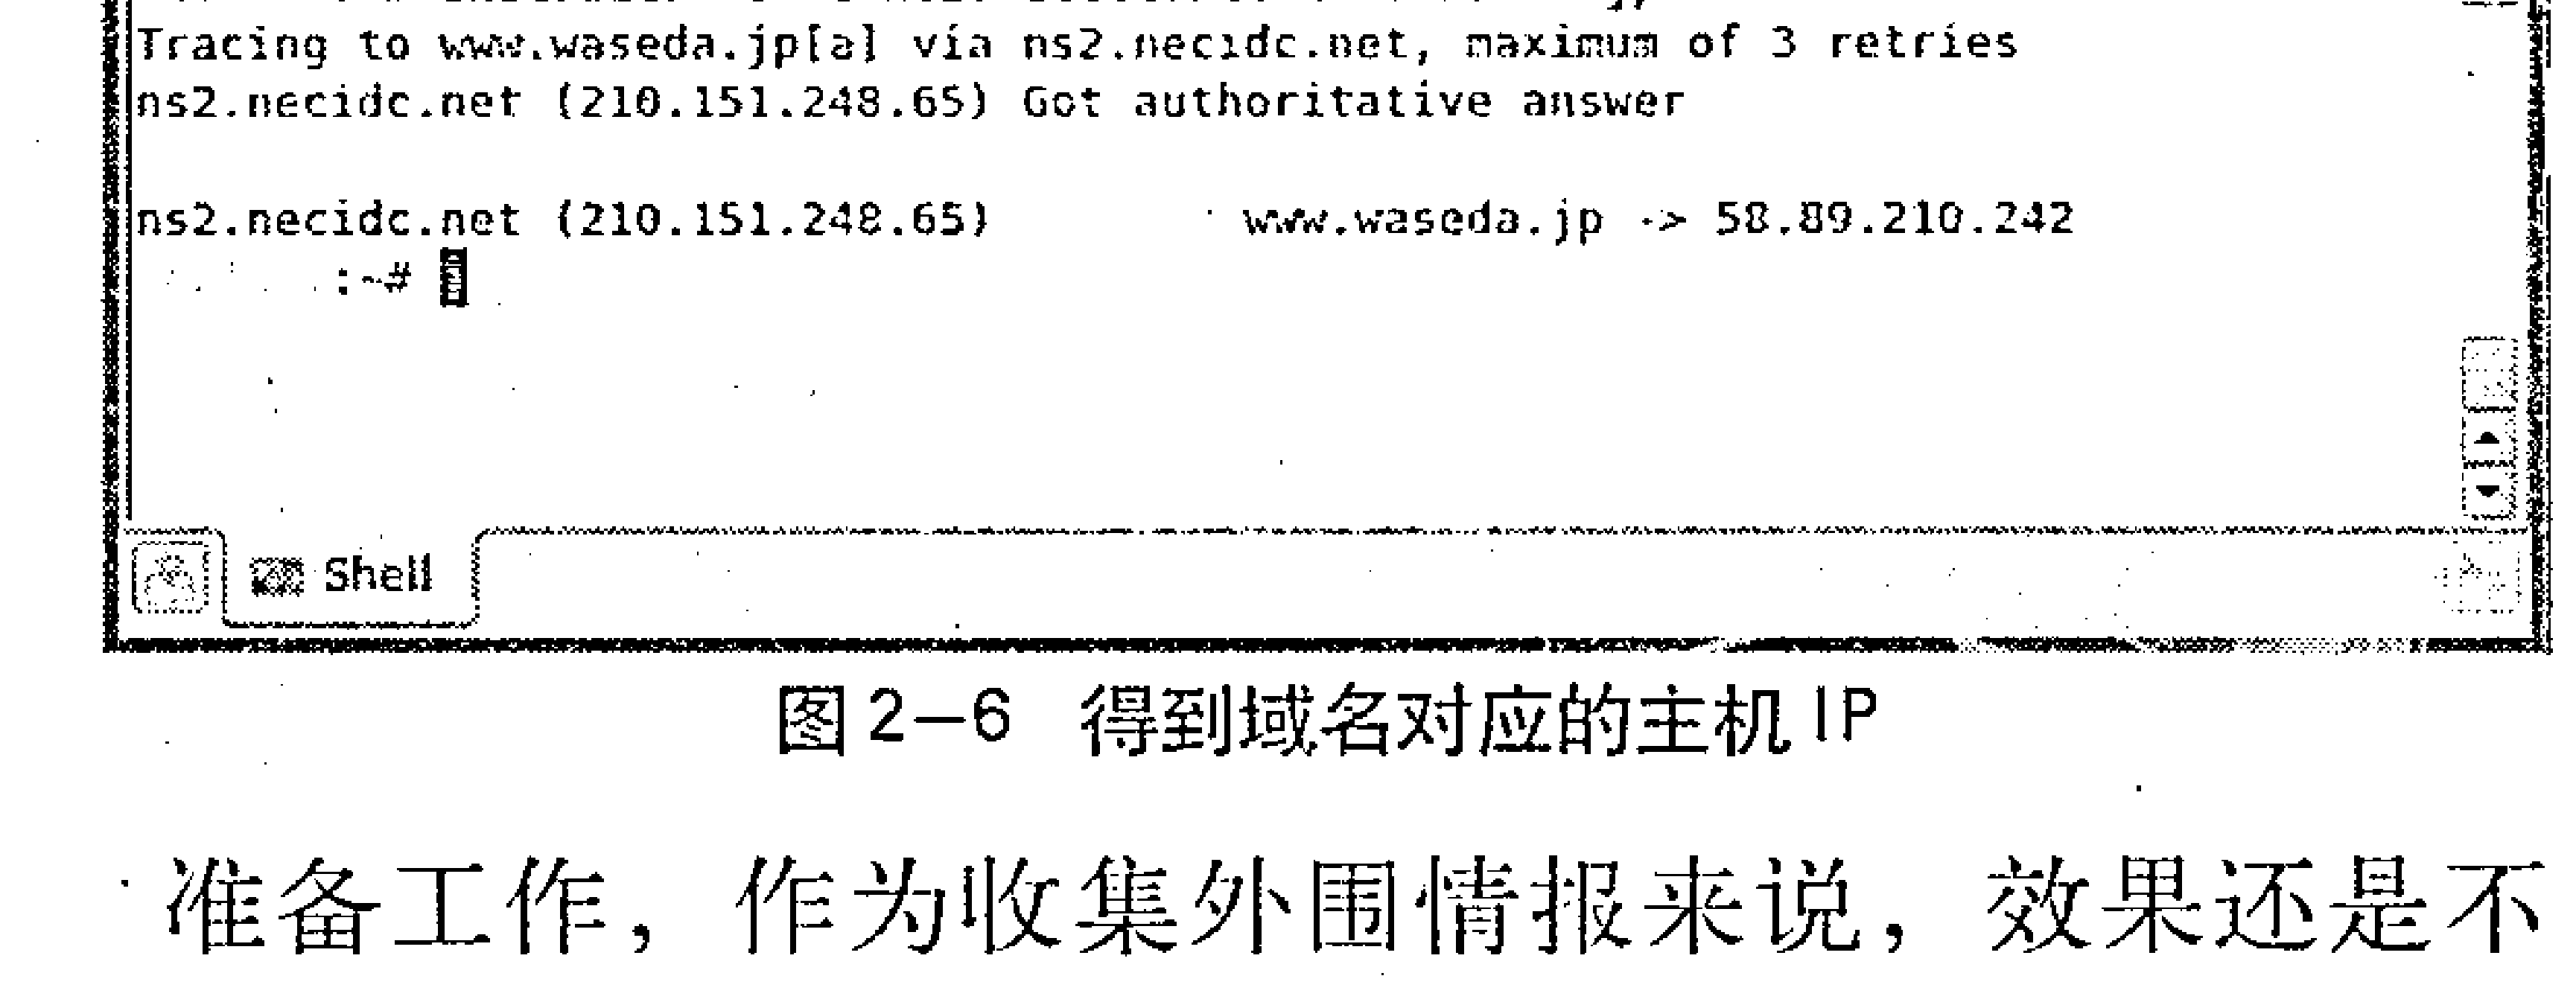 Tracing to www.waseda.jp[a] via ns2.necidc.net, maximum of 3 retries
ns2.necidc.net (210.151.248.65) Got authoritative answer
ns2.necidc.net (210.151.248.65) www.waseda.jp -> 58.89.210.242
:~#
Shell
图2-6 得到域名对应的主机IP
准备工作，作为收集外围情报来说，效果还是不